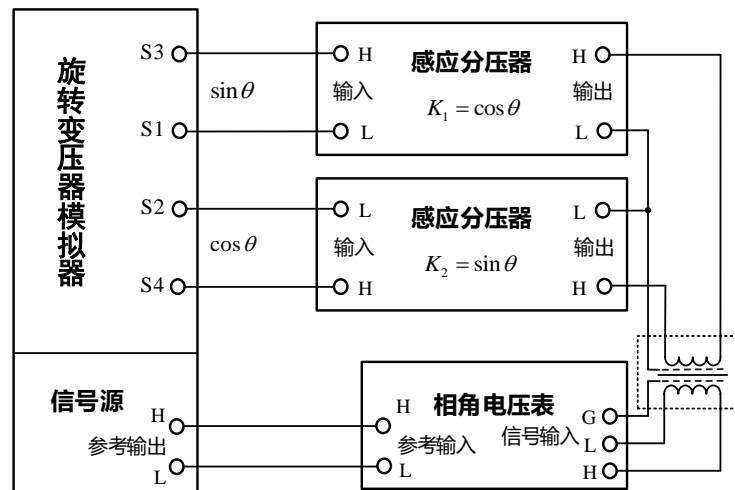 旋转变压器模拟器
S3
sinθ
S1
S2
cosθ
S4
H
输入
L
感应分压器
K₁ = cosθ
H
输出
L
L
输入
H
感应分压器
K₂ = sinθ
L
输出
H
信号源
H
参考输出
L
相角电压表
H
参考输入
L
G
信号输入
L
H